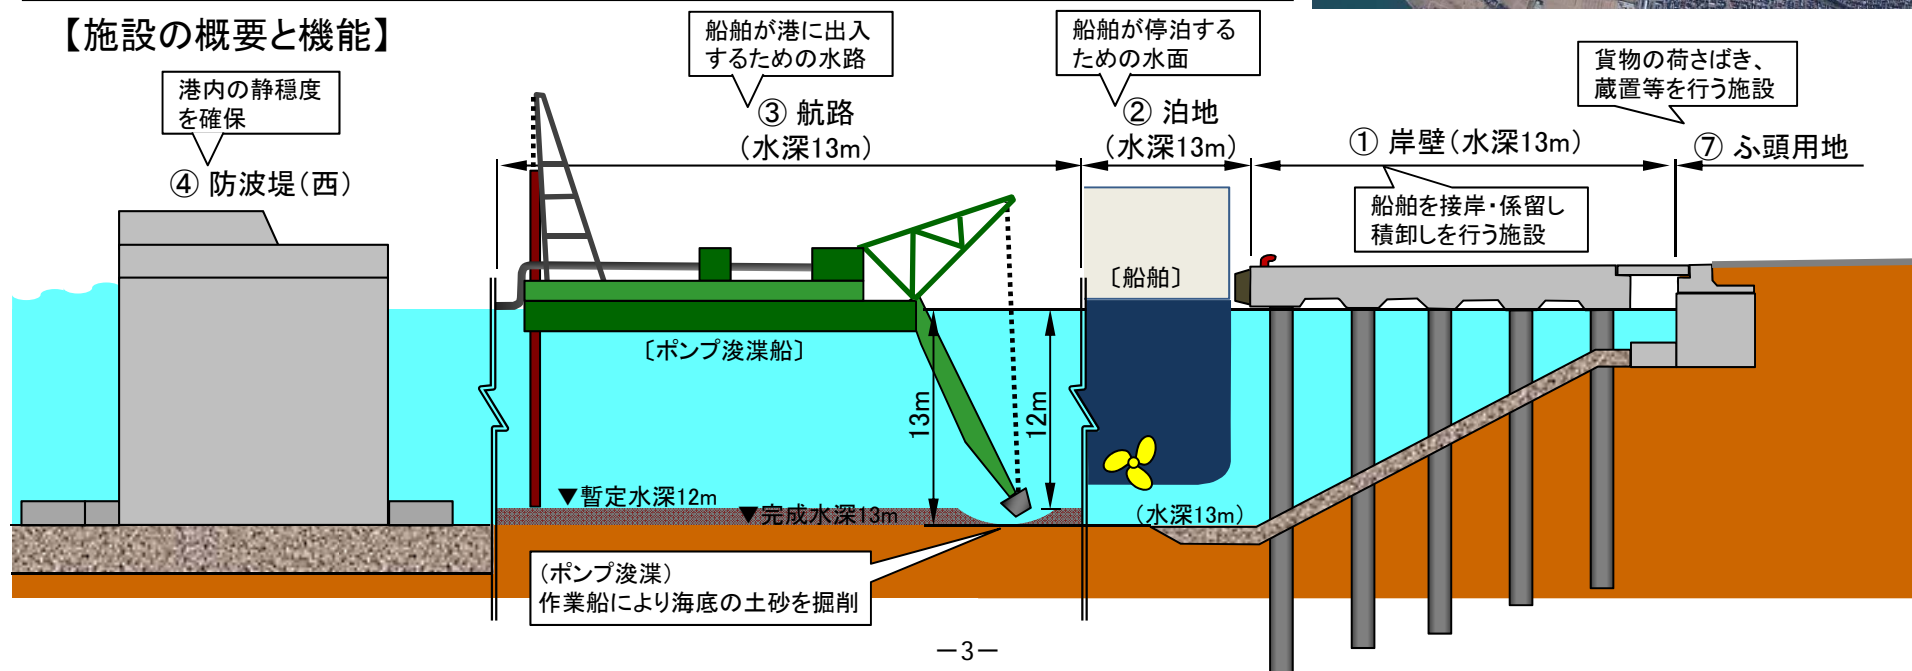 【施設の概要と機能】
港内の静穏度
を確保
④ 防波堤(西)
船舶が港に出入
するための水路
③ 航路
(水深13m)
船舶が停泊する
ための水面
② 泊地
(水深13m)
貨物の荷さばき、
蔵置等を行う施設
① 岸壁(水深13m)
⑦ ふ頭用地
船舶を接岸・係留し
積卸しを行う施設
〔船舶〕
〔ポンプ浚渫船〕
13m
12m
▼暫定水深12m
▼完成水深13m
(水深13m)
(ポンプ浚渫)
作業船により海底の土砂を掘削
-3-